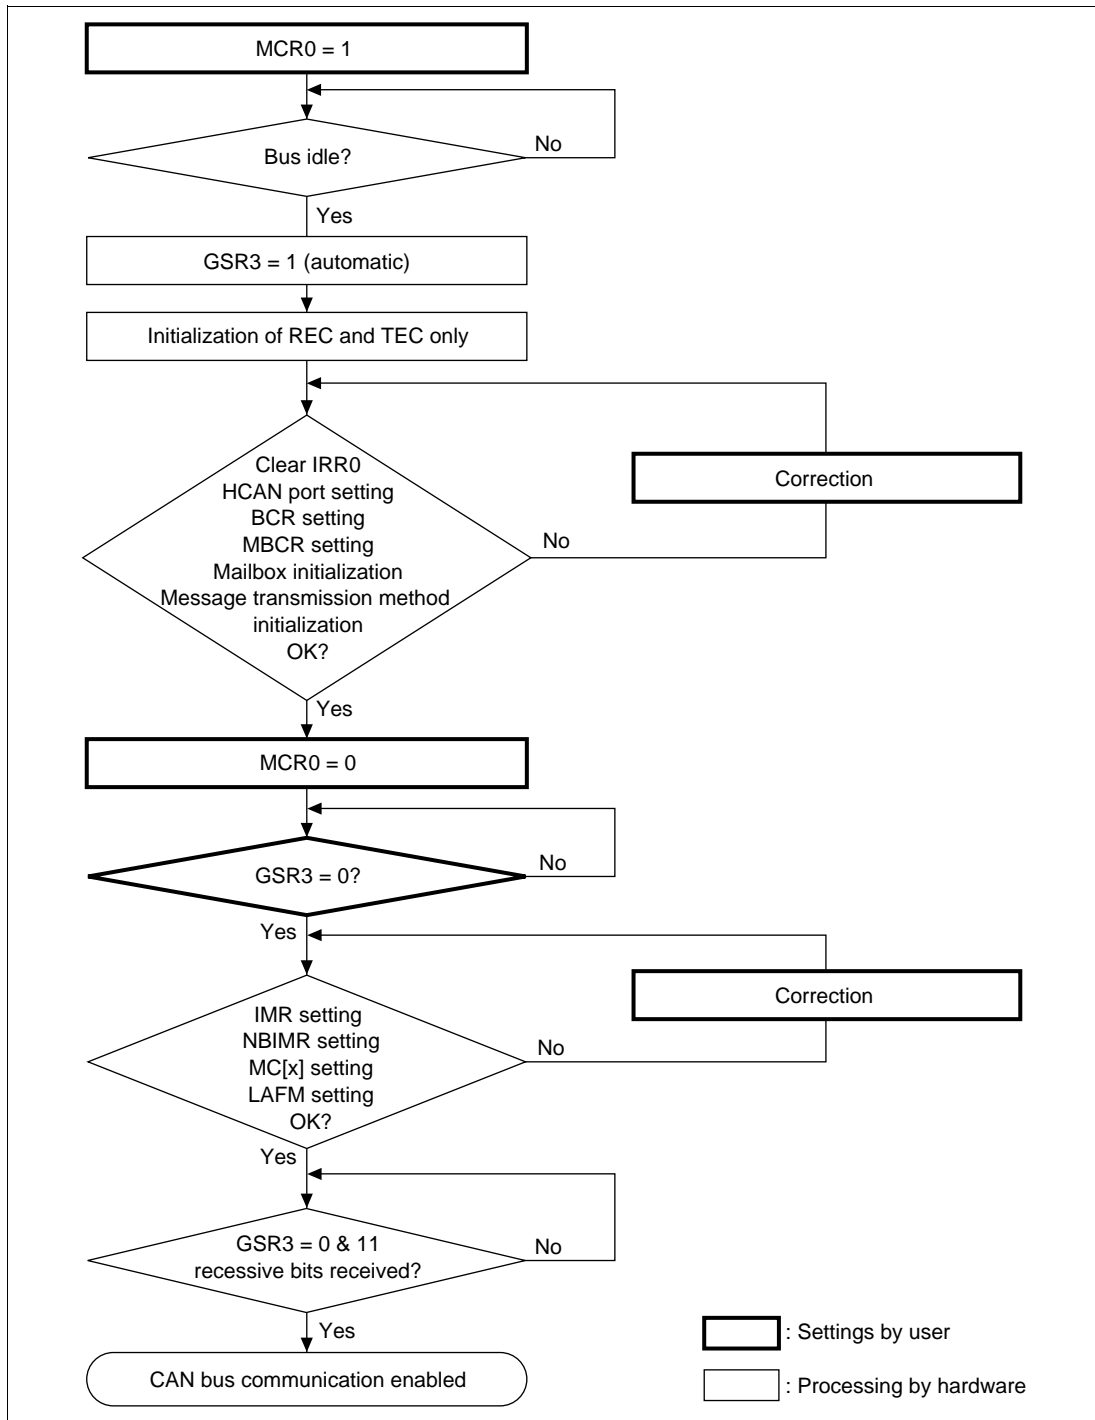 MCR0 = 1
Bus idle?
No
Yes
GSR3 = 1 (automatic)
Initialization of REC and TEC only
Clear IRR0
HCAN port setting
BCR setting
MBCR setting
Mailbox initialization
Message transmission method
initialization
OK?
No
Correction
Yes
MCR0 = 0
GSR3 = 0?
No
Yes
IMR setting
NBIMR setting
MC[x] setting
LAFM setting
OK?
No
Correction
Yes
GSR3 = 0 & 11
recessive bits received?
No
Yes
CAN bus communication enabled
: Settings by user
: Processing by hardware